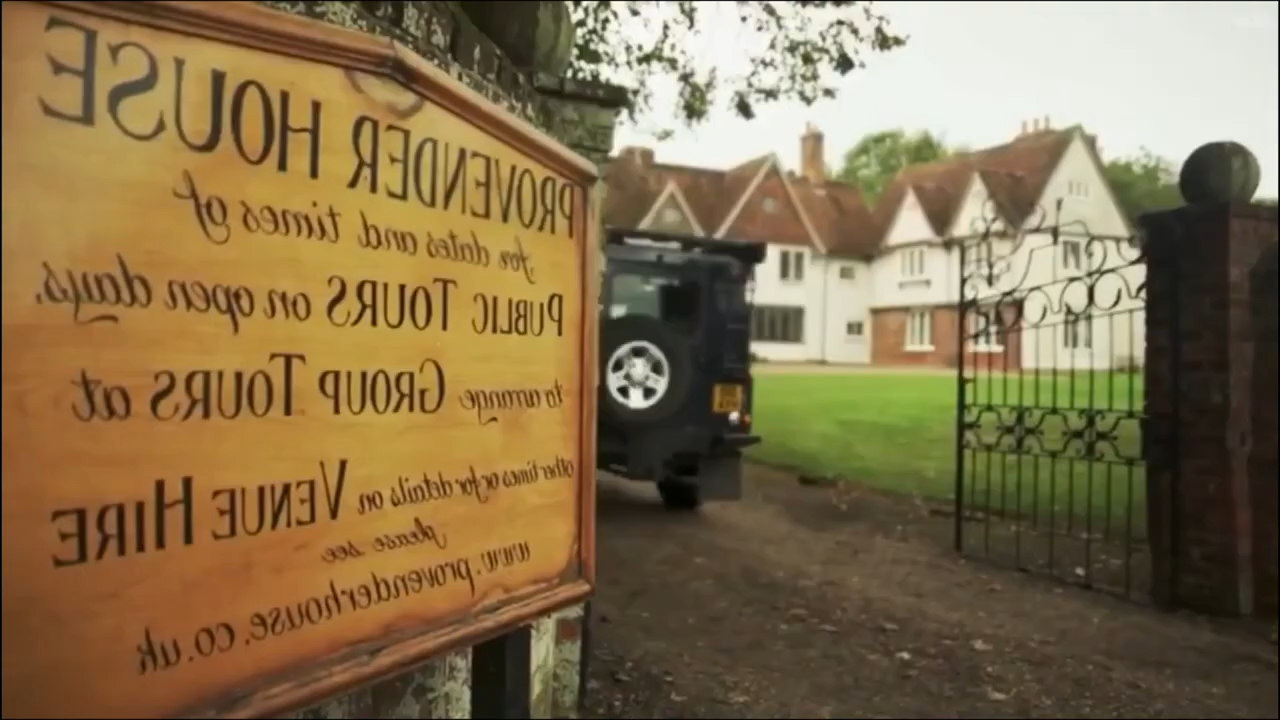 PROVENDER HOUSE
for dates and times of
PUBLIC TOURS on open days,
to arrange GROUP TOURS at
other times or for details on VENUE HIRE
please see
www.provenderhouse.co.uk